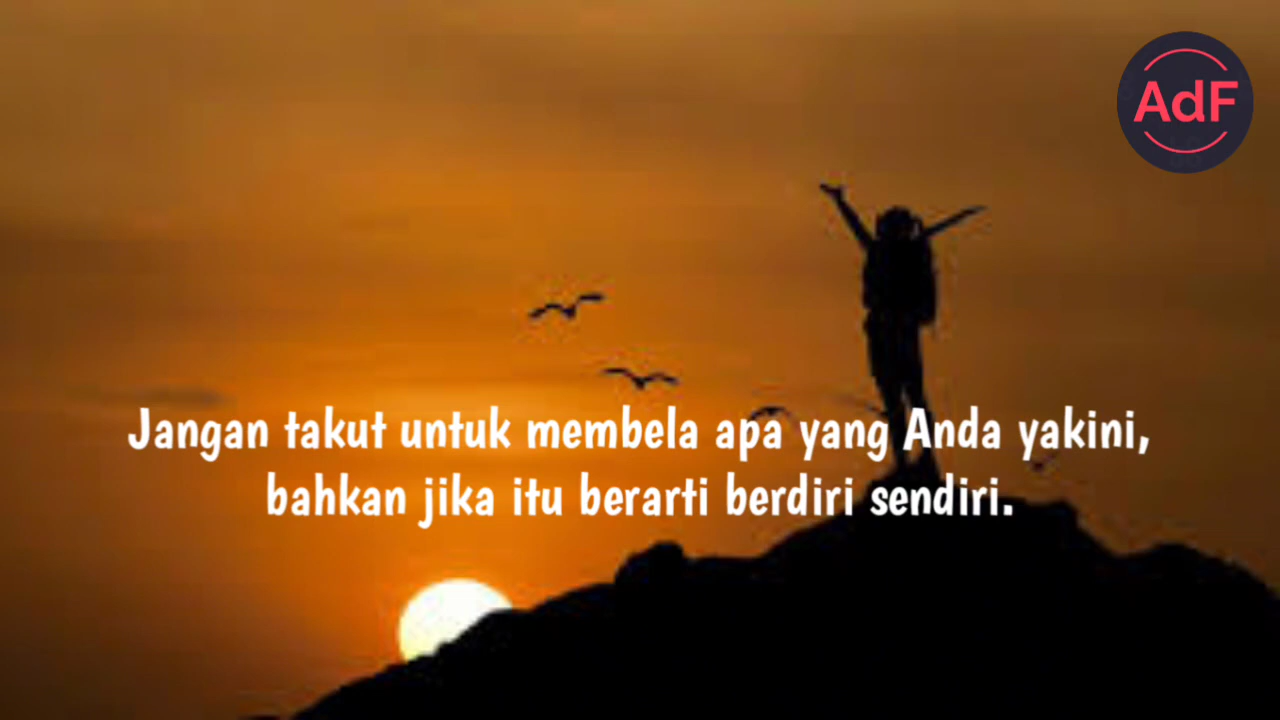 AdF
Jangan takut untuk membela apa yang Anda yakini,
bahkan jika itu berarti berdiri sendiri.